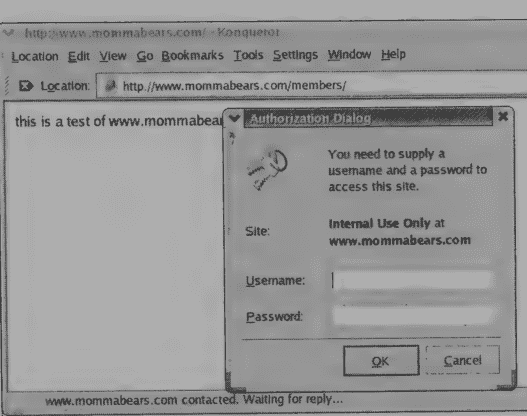 http://www.mommabears.com/ - Konqueror
Location Edit View Go Bookmarks Tools Settings Window Help
Location: http://www.mommabears.com/members/
this is a test of www.mommabear
Authorization Dialog
You need to supply a
username and a password to
access this site.
Site: Internal Use Only at
www.mommabears.com
Username:
Password:
OK Cancel
www.mommabears.com contacted. Waiting for reply...